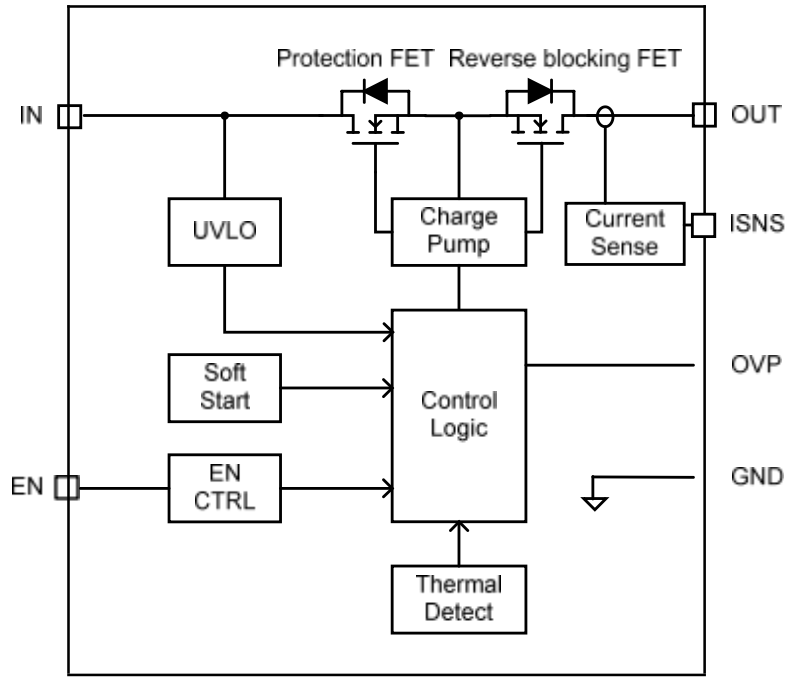 Protection FET
Reverse blocking FET
IN
OUT
UVLO
Charge
Pump
Current
Sense
ISNS
Soft
Start
Control
Logic
OVP
EN
EN
CTRL
GND
Thermal
Detect